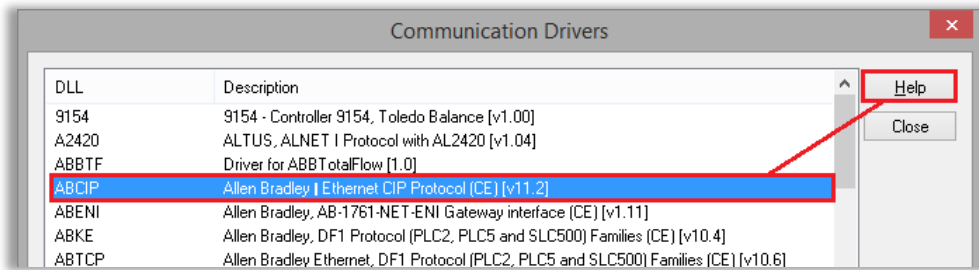 Communication Drivers
DLL Description Help
9154 9154 - Controller 9154, Toledo Balance [v1.00]
Close
A2420 ALTUS, ALNET I Protocol with AL2420 [v1.04]
ABBTF Driver for ABBTotalFlow [1.0]
ABCIP Allen Bradley | Ethernet CIP Protocol (CE) [v11.2]
ABENI Allen Bradley, AB-1761-NET-ENI Gateway interface (CE) [v1.11]
ABKE Allen Bradley, DF1 Protocol (PLC2, PLC5 and SLC500) Families (CE) [v10.4]
ABTCP Allen Bradley Ethernet, DF1 Protocol (PLC2, PLC5 and SLC500) Families (CE) [v10.6]